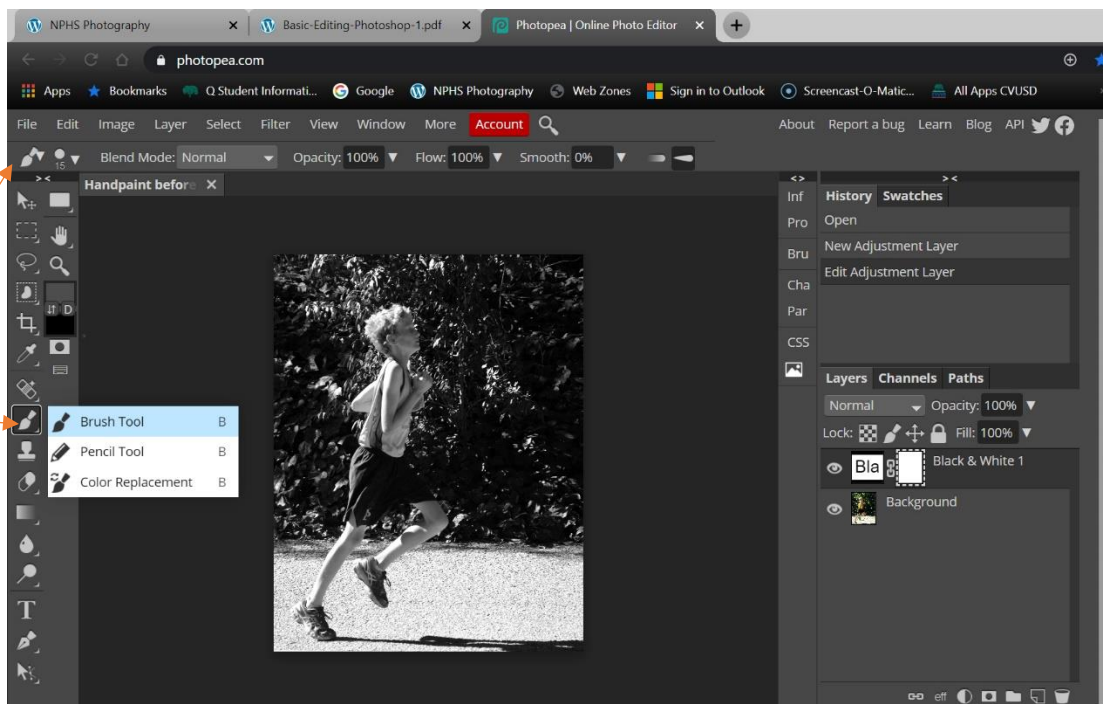 NPHS Photography × Basic-Editing-Photoshop-1.pdf × Photopea | Online Photo Editor × +
photopea.com
Apps Bookmarks Q Student Informati... Google NPHS Photography Web Zones Sign in to Outlook Screencast-O-Matic... All Apps CVUSD
File Edit Image Layer Select Filter View Window More Account About Report a bug Learn Blog API
15 Blend Mode: Normal Opacity: 100% Flow: 100% Smooth: 0%
> < Handpaint before × < > > <
Inf History Swatches
Pro Open
New Adjustment Layer
Bru
Edit Adjustment Layer
Cha
D
Par
CSS
Layers Channels Paths
Normal Opacity: 100%
Brush Tool B
Lock: Fill: 100%
Pencil Tool B
Bla Black & White 1
Color Replacement B
Background
T
eff